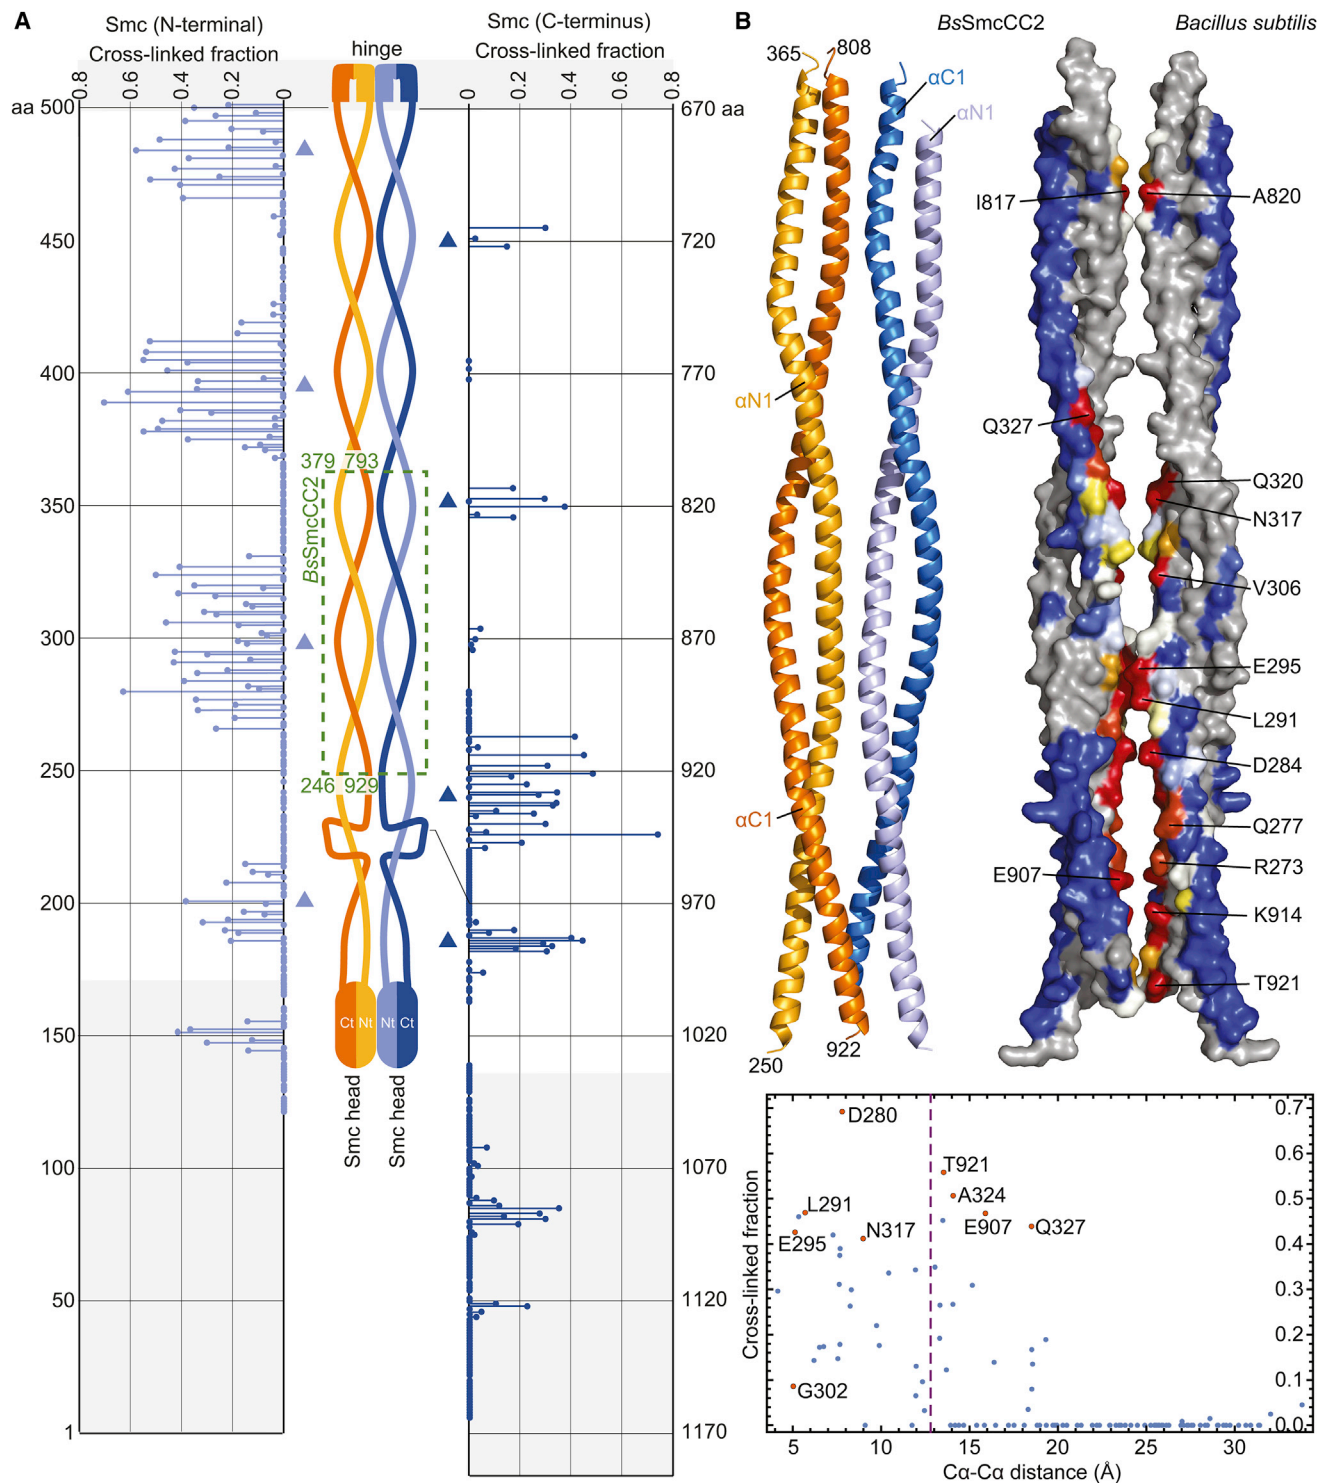 A
Smc (N-terminal)
Cross-linked fraction
0.8 0.6 0.4 0.2 0
aa 500
450
400
350
300
250
200
150
100
50
1
hinge
379 793
BsSmcCC2
246 929
Ct Nt Nt Ct
Smc head
Smc head
Smc (C-terminus)
Cross-linked fraction
0 0.2 0.4 0.6 0.8
670 aa
720
770
820
870
920
970
1020
1070
1120
1170
B
BsSmcCC2
Bacillus subtilis
365
808
αC1
αN1
αN1
αC1
250
922
I817
A820
Q327
Q320
N317
V306
E295
L291
D284
Q277
R273
E907
K914
T921
Cross-linked fraction
0.7
0.6
0.5
0.4
0.3
0.2
0.1
0.0
D280
T921
A324
L291
E907
Q327
E295
N317
G302
5 10 15 20 25 30
Cα-Cα distance (Å)